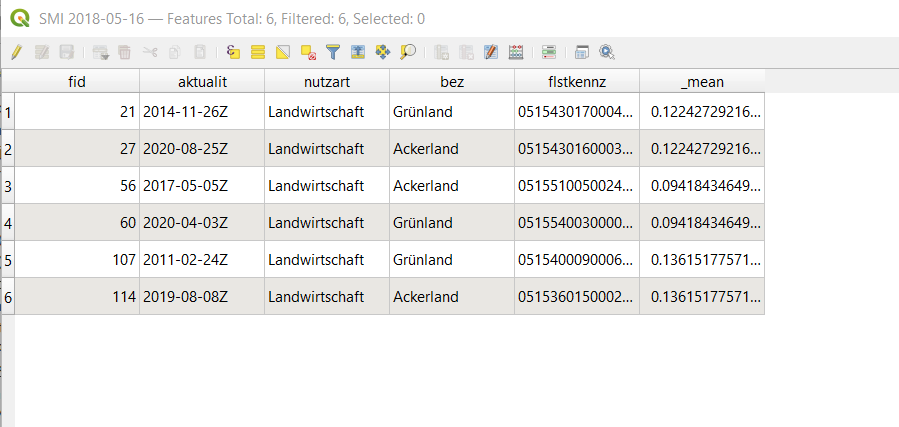 SMI 2018-05-16 — Features Total: 6, Filtered: 6, Selected: 0
fid aktualit nutzart bez flstkennz _mean
1 21 2014-11-26Z Landwirtschaft Grünland 0515430170004... 0.12242729216...
2 27 2020-08-25Z Landwirtschaft Ackerland 0515430160003... 0.12242729216...
3 56 2017-05-05Z Landwirtschaft Ackerland 0515510050024... 0.09418434649...
4 60 2020-04-03Z Landwirtschaft Grünland 0515540030000... 0.09418434649...
5 107 2011-02-24Z Landwirtschaft Grünland 0515400090006... 0.13615177571...
6 114 2019-08-08Z Landwirtschaft Ackerland 0515360150002... 0.13615177571...